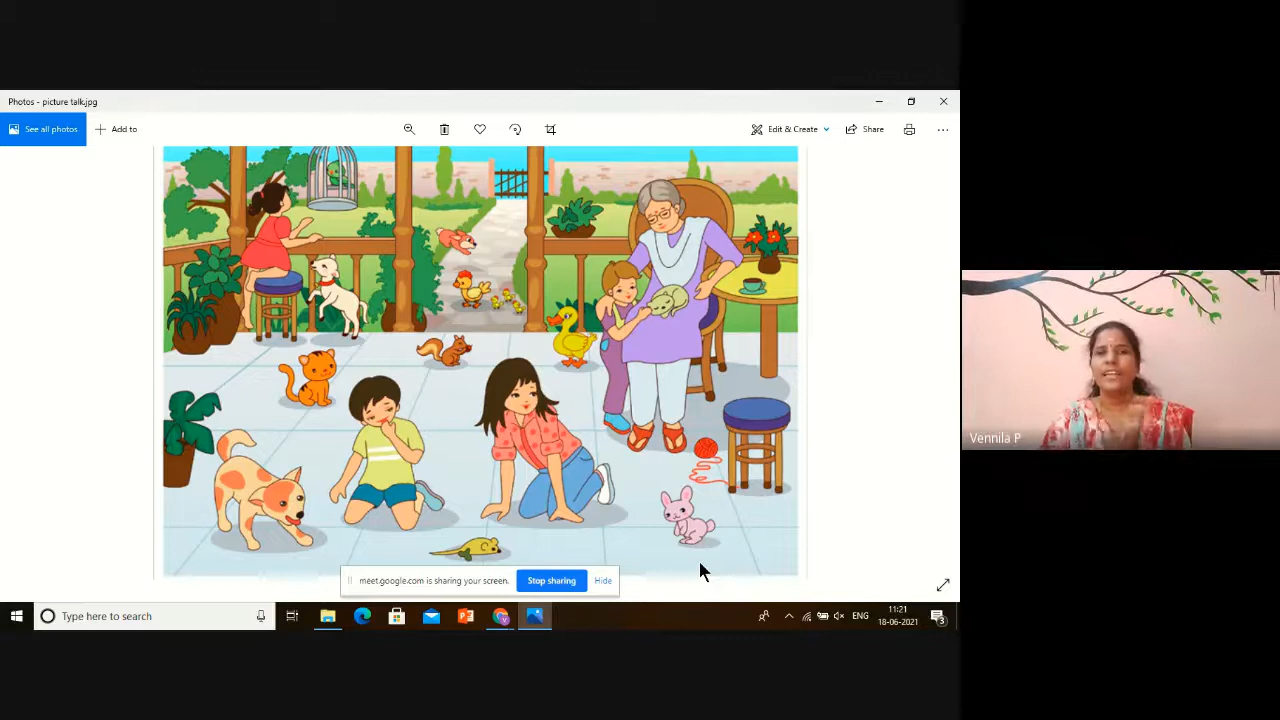 Photos - picture talk.jpg
See all photos
Add to
Edit & Create
Share
Vennila P
meet.google.com is sharing your screen.
Stop sharing
Hide
Type here to search
ENG
11:21
18-06-2021
3